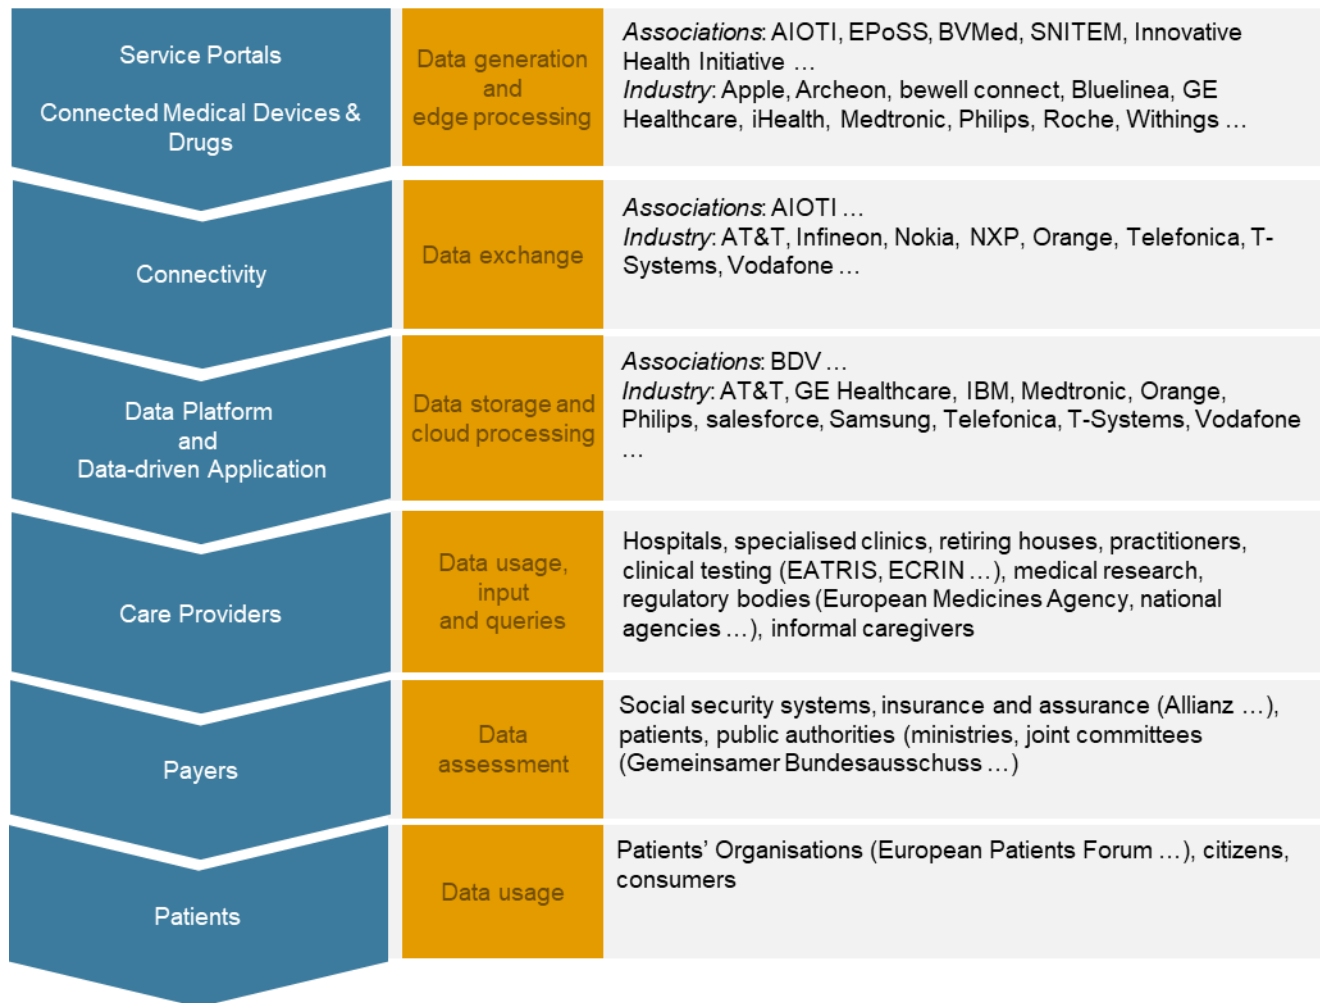 Service Portals
Connected Medical Devices &
Drugs
Data generation
and
edge processing
Associations: AIOTI, EPoSS, BVMed, SNITEM, Innovative
Health Initiative …
Industry: Apple, Archeon, bewell connect, Bluelinea, GE
Healthcare, iHealth, Medtronic, Philips, Roche, Withings …
Connectivity
Data exchange
Associations: AIOTI …
Industry: AT&T, Infineon, Nokia, NXP, Orange, Telefonica, T-
Systems, Vodafone …
Data Platform
and
Data-driven Application
Data storage and
cloud processing
Associations: BDV …
Industry: AT&T, GE Healthcare, IBM, Medtronic, Orange,
Philips, salesforce, Samsung, Telefonica, T-Systems, Vodafone
…
Care Providers
Data usage,
input
and queries
Hospitals, specialised clinics, retiring houses, practitioners,
clinical testing (EATRIS, ECRIN …), medical research,
regulatory bodies (European Medicines Agency, national
agencies …), informal caregivers
Payers
Data
assessment
Social security systems, insurance and assurance (Allianz …),
patients, public authorities (ministries, joint committees
(Gemeinsamer Bundesausschuss …)
Patients
Data usage
Patients’ Organisations (European Patients Forum …), citizens,
consumers